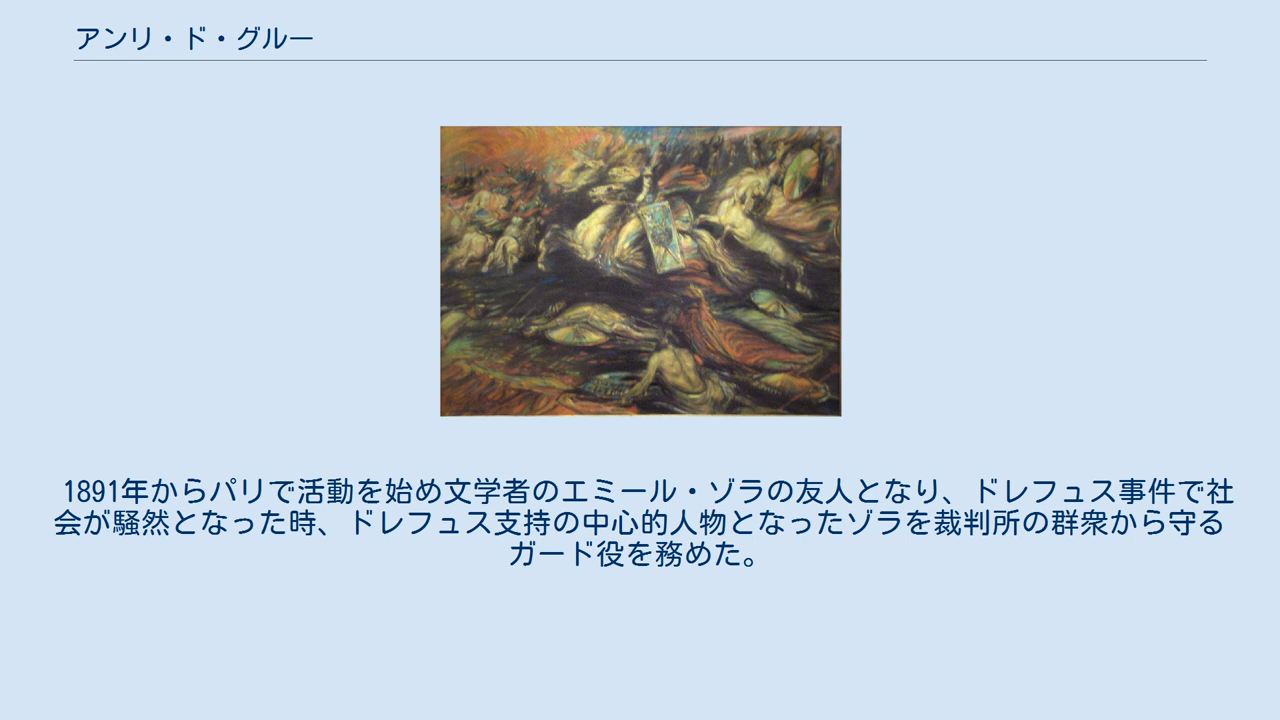 アンリ・ド・グルー
1891年からパリで活動を始め文学者のエミール・ゾラの友人となり、ドレフュス事件で社
会が騒然となった時、ドレフュス支持の中心的人物となったゾラを裁判所の群衆から守る
ガード役を務めた。